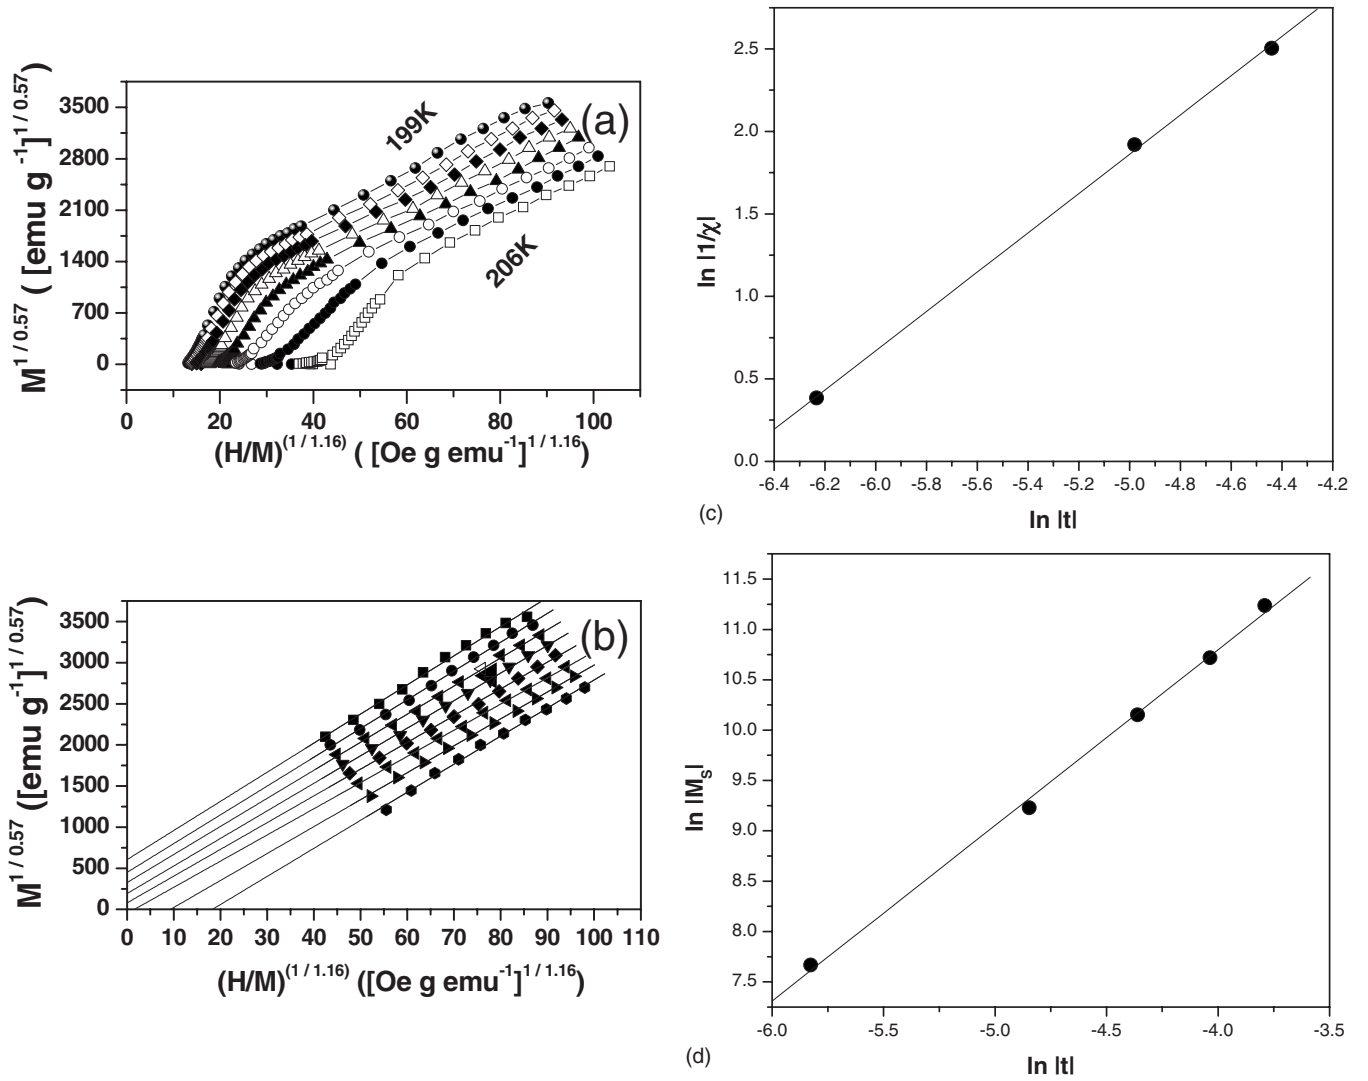 (a)
199K
206K
3500
2800
2100
1400
700
0
M^1 / 0.57 ( [emu g^-1]^1 / 0.57)
0 20 40 60 80 100
(H/M)^(1 / 1.16) ( [Oe g emu^-1]^1 / 1.16)
2.5
2.0
1.5
1.0
0.5
0.0
ln |1/χ|
-6.4 -6.2 -6.0 -5.8 -5.6 -5.4 -5.2 -5.0 -4.8 -4.6 -4.4 -4.2
ln |t|
(c)
(b)
3500
3000
2500
2000
1500
1000
500
0
M^1 / 0.57 ([emu g^-1]^1/0.57)
0 10 20 30 40 50 60 70 80 90 100 110
(H/M)^(1 / 1.16) ([Oe g emu^-1]^1 / 1.16)
11.5
11.0
10.5
10.0
9.5
9.0
8.5
8.0
7.5
ln |M_s|
-6.0 -5.5 -5.0 -4.5 -4.0 -3.5
ln |t|
(d)